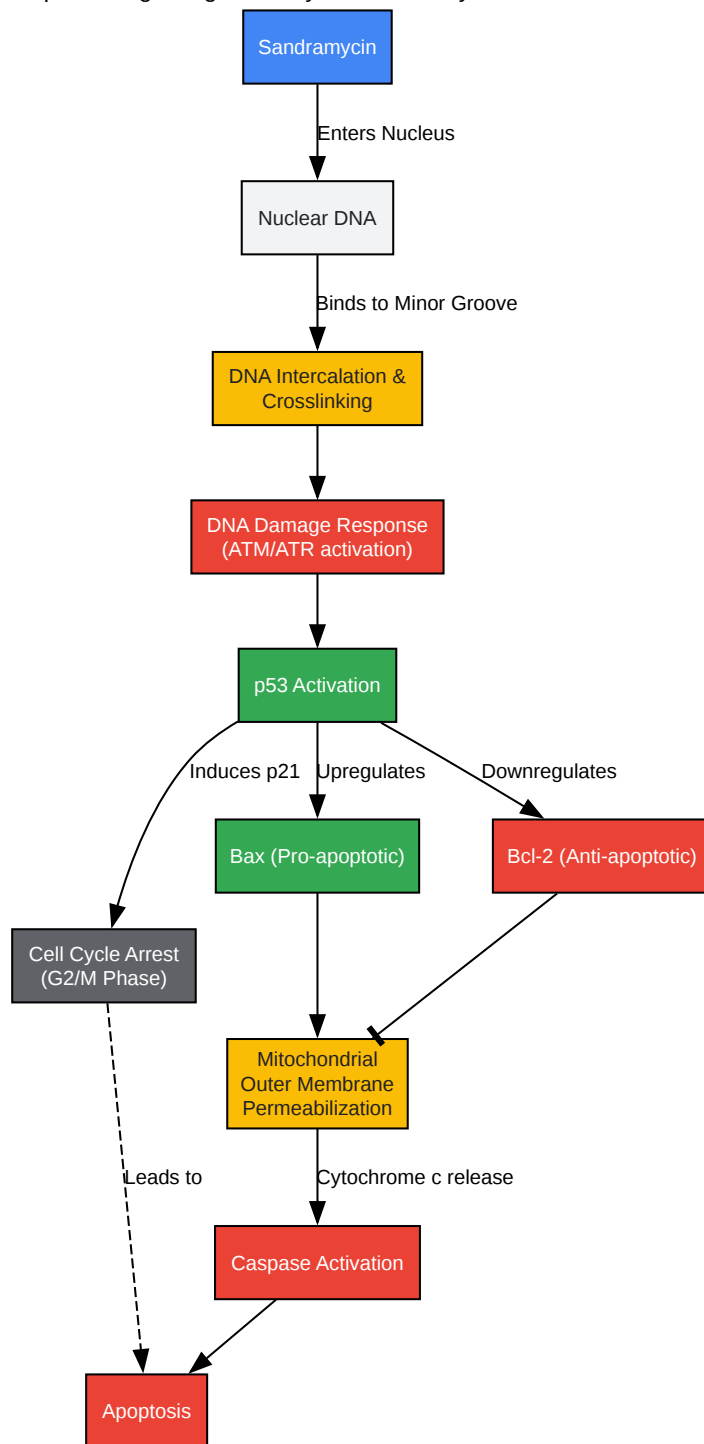 Sandramycin
Enters Nucleus
Nuclear DNA
Binds to Minor Groove
DNA Intercalation &
Crosslinking
DNA Damage Response
(ATM/ATR activation)
p53 Activation
Induces p21
Upregulates
Downregulates
Bax (Pro-apoptotic)
Bcl-2 (Anti-apoptotic)
Cell Cycle Arrest
(G2/M Phase)
Mitochondrial
Outer Membrane
Permeabilization
Leads to
Cytochrome c release
Caspase Activation
Apoptosis